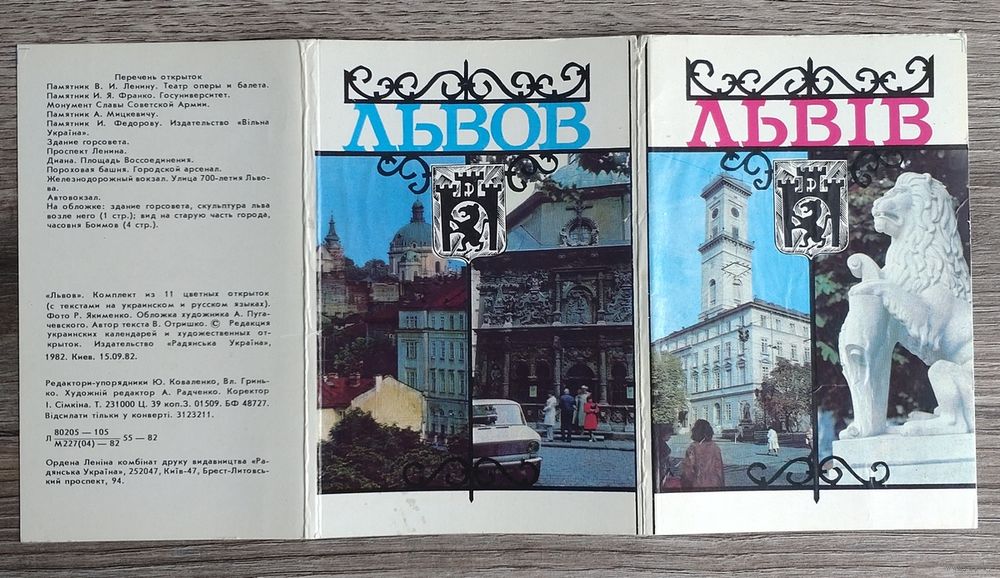 Перечень открыток
Памятник В. И. Ленину. Театр оперы и балета.
Памятник И. Я. Франко. Госуниверситет.
Монумент Славы Советской Армии.
Памятник А. Мицкевичу.
Памятник И. Федорову. Издательство «Вільна
Україна».
Здание горсовета.
Проспект Ленина.
Диана. Площадь Воссоединения.
Пороховая башня. Городской арсенал.
Железнодорожный вокзал. Улица 700-летия Льво-
ва.
Автовокзал.
На обложке: здание горсовета, скульптура льва
возле него (1 стр.); вид на старую часть города,
часовня Боимов (4 стр.).
«Львов». Комплект из 11 цветных открыток
(с текстами на украинском и русском языках).
Фото Р. Якименко. Обложка художника А. Пуга-
чевского. Автор текста В. Отришко. © Редакция
украинских календарей и художественных от-
крыток. Издательство «Радянська Україна»,
1982. Киев. 15.09.82.
Редактори-упорядники Ю. Коваленко, Вл. Гринь-
ко. Художній редактор А. Радченко. Коректор
І. Сімкіна. Т. 231000 Ц. 39 коп.З. 01509. БФ 48727.
Відсилати тільки у конверті. 3123211.
80205 — 105
Л ——— 55 — 82
М227(04) — 82
Ордена Леніна комбінат друку видавництва «Ра-
дянська Україна», 252047, Київ-47, Брест-Литовсь-
кий проспект, 94.
ЛЬВОВ
ЛЬВІВ